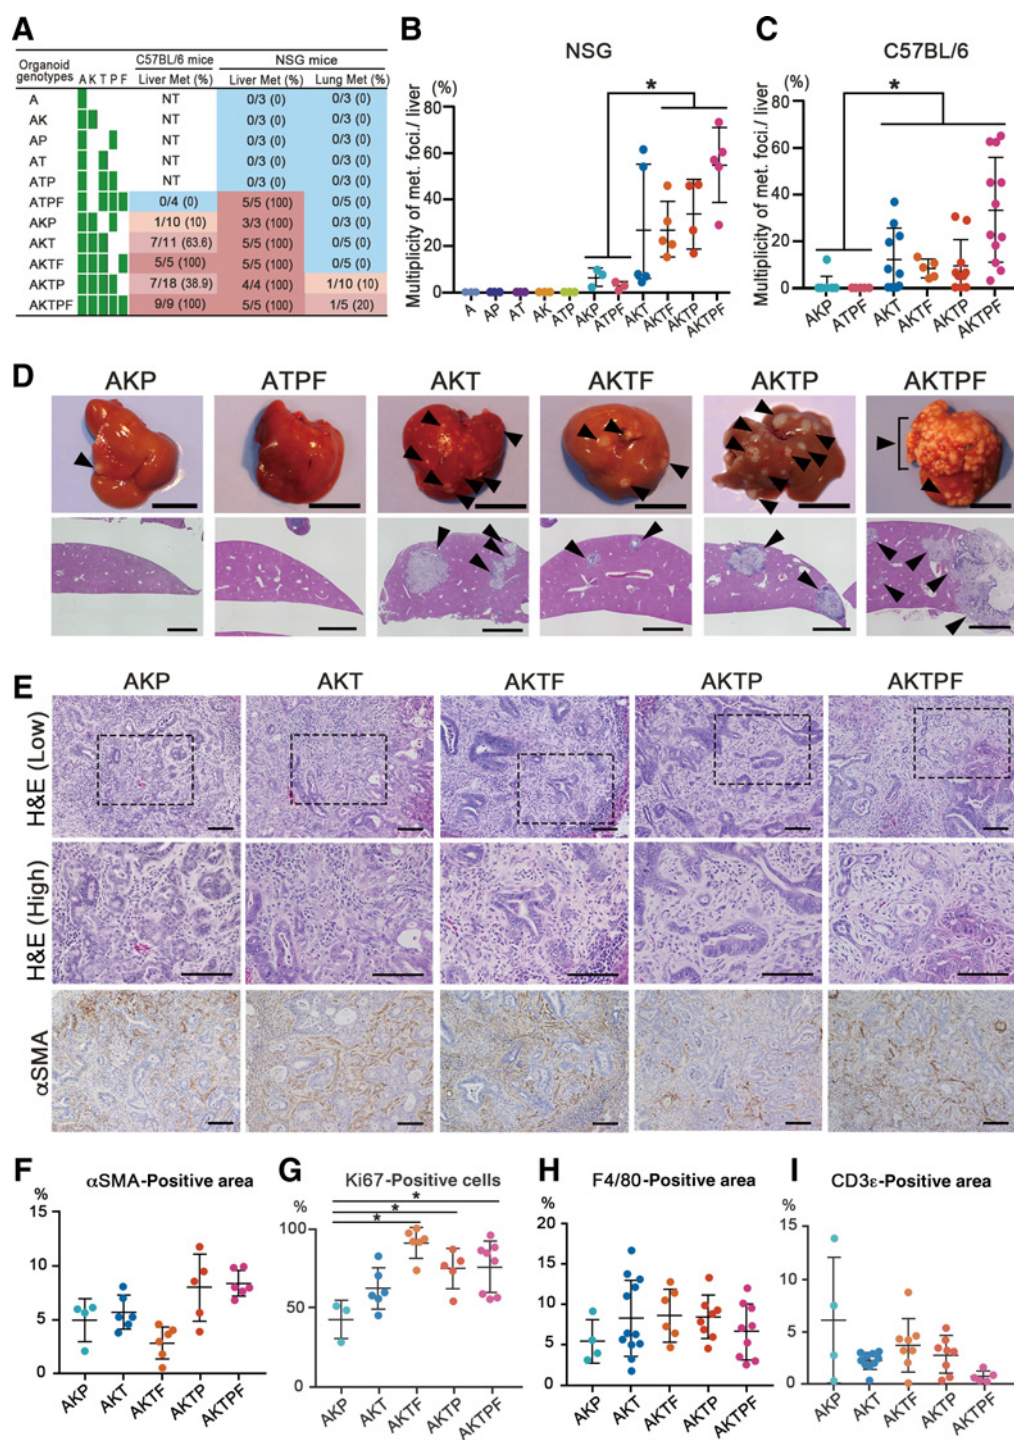 A
C57BL/6 mice NSG mice
Organoid genotypes A K T P F Liver Met (%) Liver Met (%) Lung Met (%)
A NT 0/3 (0) 0/3 (0)
AK NT 0/3 (0) 0/3 (0)
AP NT 0/3 (0) 0/3 (0)
AT NT 0/3 (0) 0/3 (0)
ATP NT 0/3 (0) 0/3 (0)
ATPF 0/4 (0) 5/5 (100) 0/5 (0)
AKP 1/10 (10) 3/3 (100) 0/3 (0)
AKT 7/11 (63.6) 5/5 (100) 0/5 (0)
AKTF 5/5 (100) 5/5 (100) 0/5 (0)
AKTP 7/18 (38.9) 4/4 (100) 1/10 (10)
AKTPF 9/9 (100) 5/5 (100) 1/5 (20)
B
NSG
(%)
Multiplicity of met. foci./ liver
80
60
40
20
0
*
A AP AT AK ATP AKP ATPF AKT AKTF AKTP AKTPF
C
C57BL/6
(%)
Multiplicity of met. foci./ liver
80
60
40
20
0
*
AKP ATPF AKT AKTF AKTP AKTPF
D
AKP ATPF AKT AKTF AKTP AKTPF
E
AKP AKT AKTF AKTP AKTPF
H&E (Low)
H&E (High)
αSMA
F
αSMA-Positive area
%
15
10
5
0
AKP AKT AKTF AKTP AKTPF
G
Ki67-Positive cells
%
100
50
0
*
*
*
AKP AKT AKTF AKTP AKTPF
H
F4/80-Positive area
%
20
15
10
5
0
AKP AKT AKTF AKTP AKTPF
I
CD3ε-Positive area
%
15
10
5
0
AKP AKT AKTF AKTP AKTPF